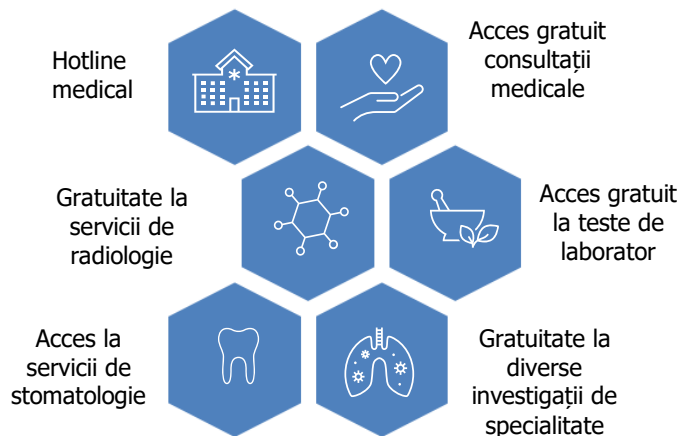 Hotline
medical
Acces gratuit
consultații
medicale
Gratuitate la
servicii de
radiologie
Acces gratuit
la teste de
laborator
Acces la
servicii de
stomatologie
Gratuitate la
diverse
investigații de
specialitate